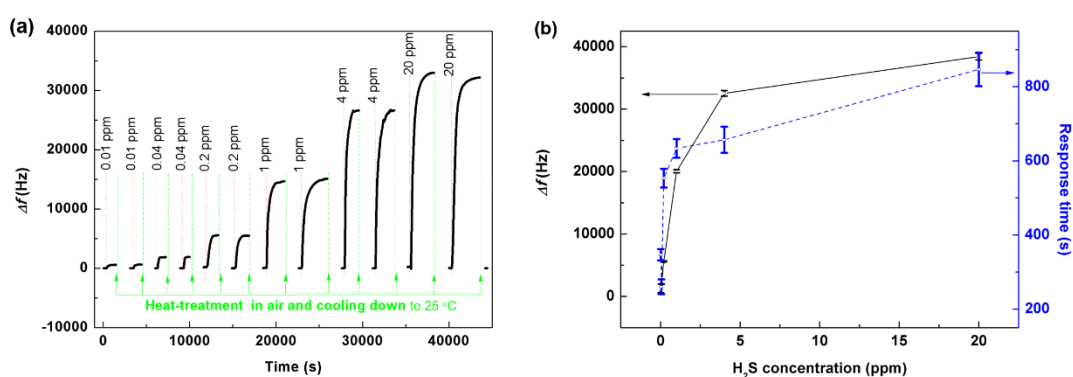 (a)
40000
30000
20000
10000
0
-10000
Δf (Hz)
0.01 ppm
0.01 ppm
0.04 ppm
0.04 ppm
0.2 ppm
0.2 ppm
1 ppm
1 ppm
4 ppm
4 ppm
20 ppm
20 ppm
Heat-treatment in air and cooling down to 25 °C
0 10000 20000 30000 40000
Time (s)
(b)
40000
30000
20000
10000
0
Δf (Hz)
800
600
400
200
Response time (s)
0 5 10 15 20
H₂S concentration (ppm)